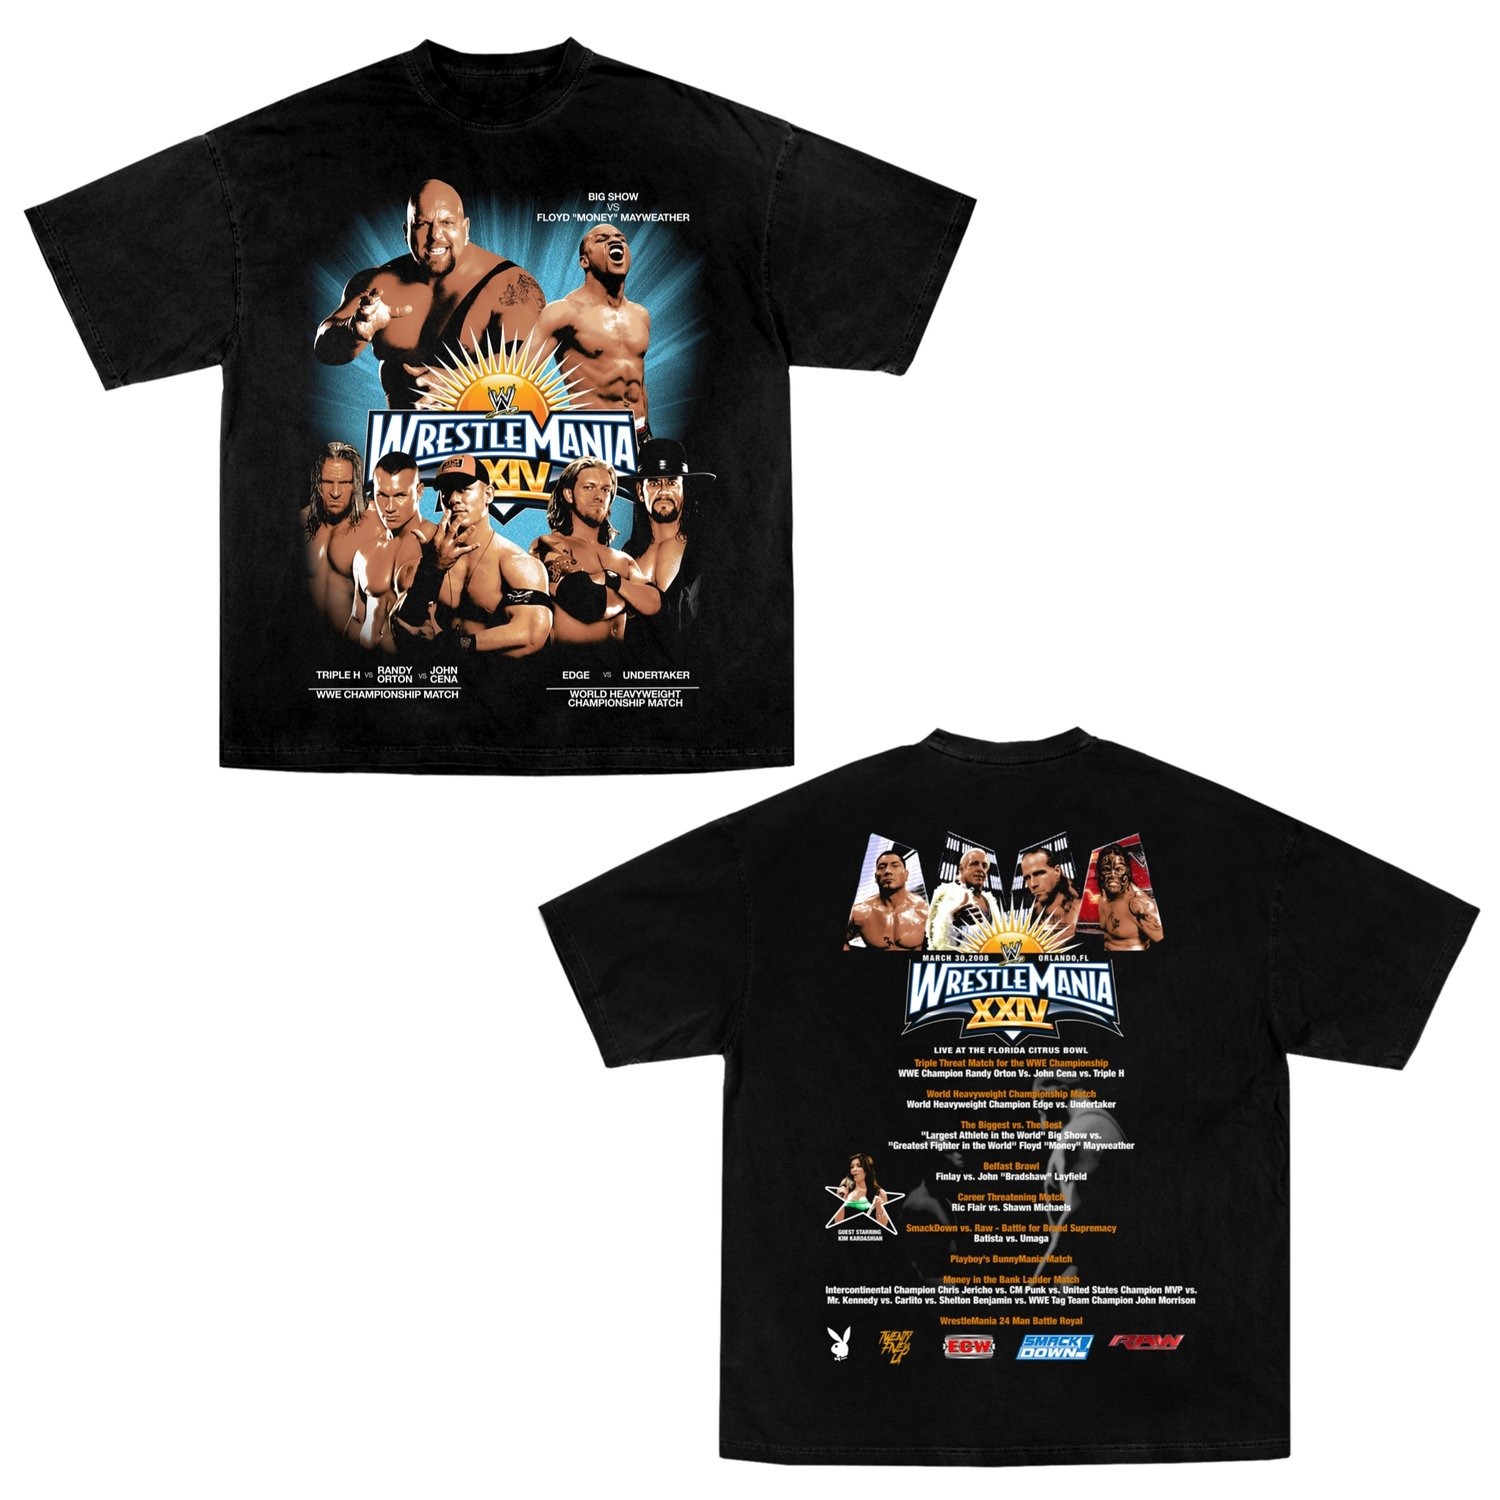 BIG SHOW
VS
FLOYD "MONEY" MAYWEATHER
W
WRESTLEMANIA
XXIV
TRIPLE H VS RANDY ORTON VS JOHN CENA
WWE CHAMPIONSHIP MATCH
EDGE VS UNDERTAKER
WORLD HEAVYWEIGHT
CHAMPIONSHIP MATCH
W
MARCH 30,2008 ORLANDO,FL
WRESTLEMANIA
XXIV
LIVE AT THE FLORIDA CITRUS BOWL
Triple Threat Match for the WWE Championship
WWE Champion Randy Orton Vs. John Cena vs. Triple H
World Heavyweight Championship Match
World Heavyweight Champion Edge vs. Undertaker
The Biggest vs. The Best
"Largest Athlete in the World" Big Show vs.
"Greatest Fighter in the World" Floyd "Money" Mayweather
Belfast Brawl
Finlay vs. John "Bradshaw" Layfield
Career Threatening Match
Ric Flair vs. Shawn Michaels
SmackDown vs. Raw - Battle for Brand Supremacy
Batista vs. Umaga
GUEST STARRING
KIM KARDASHIAN
Playboy's BunnyMania Match
Money in the Bank Ladder Match
Intercontinental Champion Chris Jericho vs. CM Punk vs. United States Champion MVP vs.
Mr. Kennedy vs. Carlito vs. Shelton Benjamin vs. WWE Tag Team Champion John Morrison
WrestleMania 24 Man Battle Royal
TWENTY
FIVE8
LA
ECW
SMACK
DOWN!
RAW